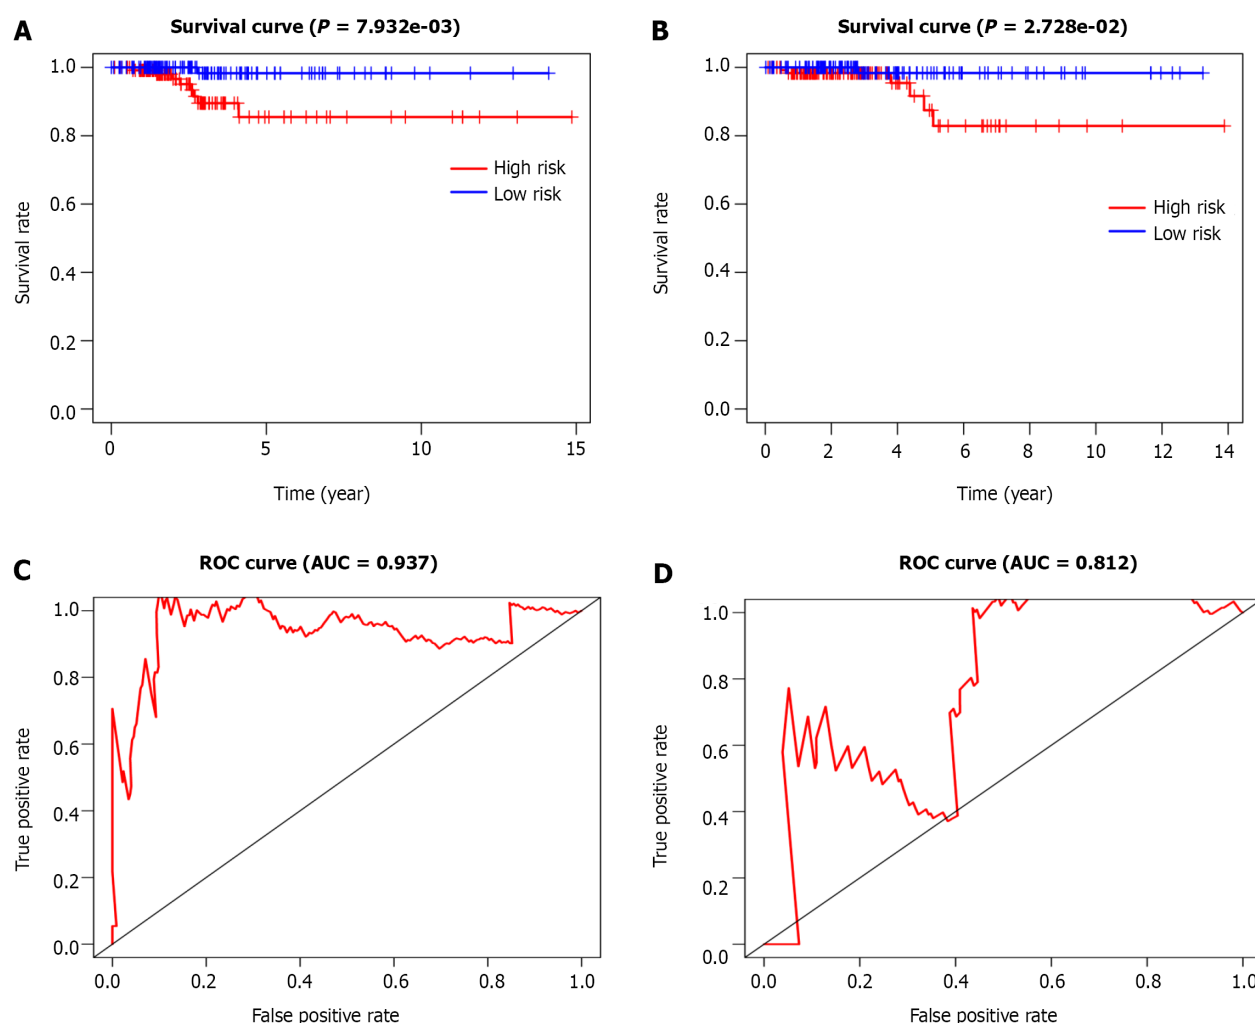 A
Survival curve (P = 7.932e-03)
1.0
0.8
0.6
0.4
0.2
0.0
Survival rate
High risk
Low risk
0 5 10 15
Time (year)
B
Survival curve (P = 2.728e-02)
1.0
0.8
0.6
0.4
0.2
0.0
Survival rate
High risk
Low risk
0 2 4 6 8 10 12 14
Time (year)
C
ROC curve (AUC = 0.937)
1.0
0.8
0.6
0.4
0.2
0.0
True positive rate
0.0 0.2 0.4 0.6 0.8 1.0
False positive rate
D
ROC curve (AUC = 0.812)
1.0
0.8
0.6
0.4
0.2
0.0
True positive rate
0.0 0.2 0.4 0.6 0.8 1.0
False positive rate